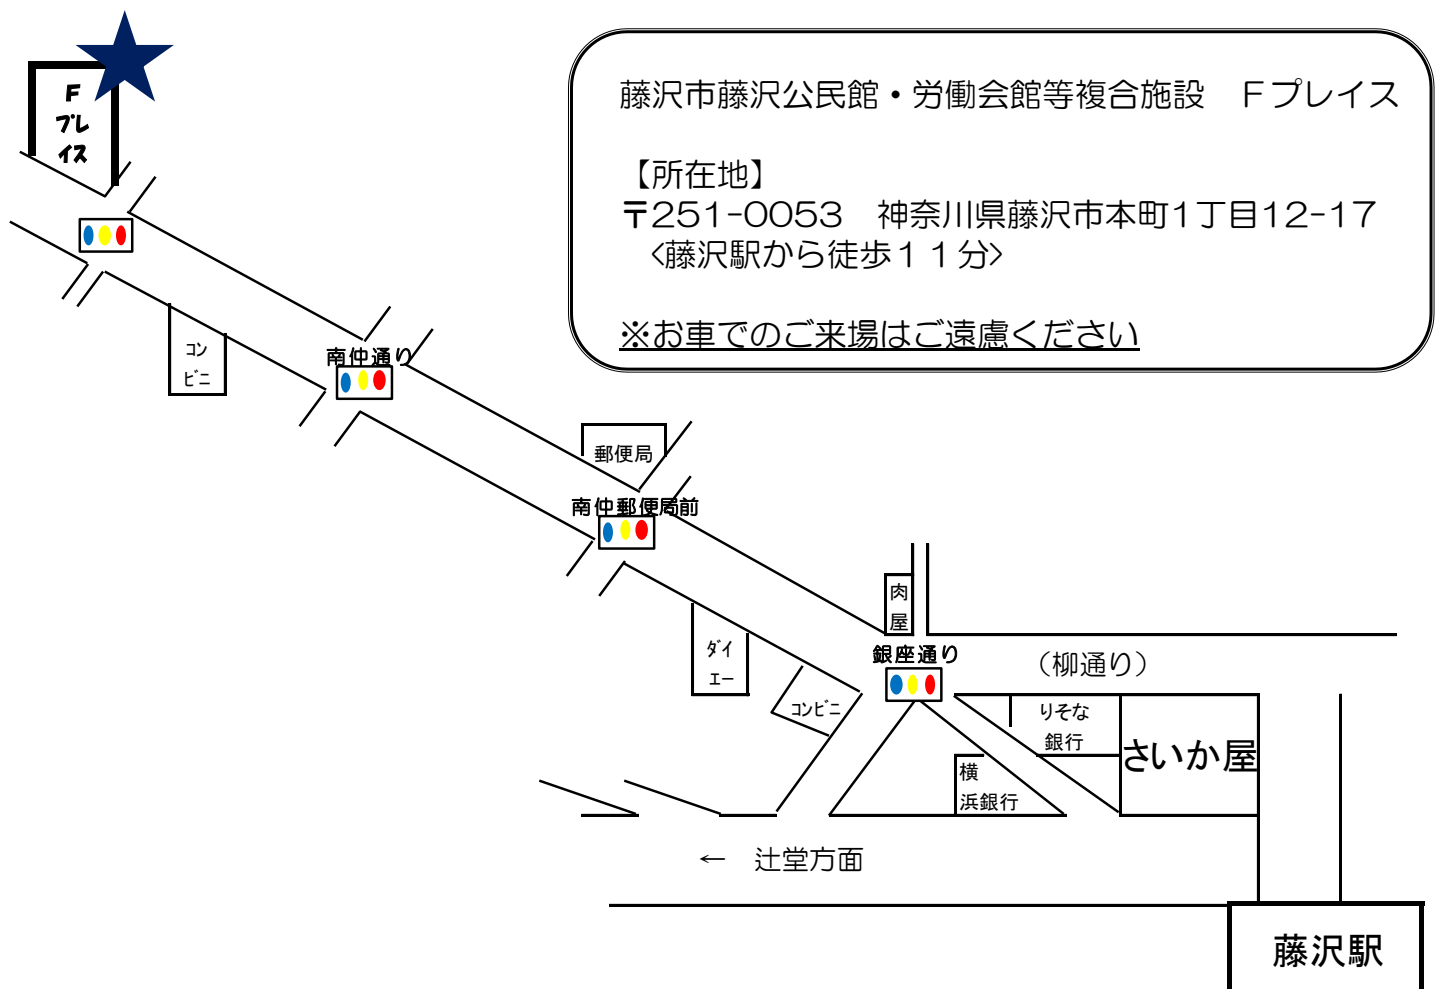 藤沢市藤沢公民館・労働会館等複合施設　Ｆプレイス
【所在地】
〒251-0053　神奈川県藤沢市本町1丁目12-17
<藤沢駅から徒歩１１分>
※お車でのご来場はご遠慮ください
Ｆ
プレ
イス
コン
ビニ
南仲通り
郵便局
南仲郵便局前
肉
屋
ダイ
エー
コンビニ
銀座通り
（柳通り）
りそな
銀行
さいか屋
横
浜銀行
←　辻堂方面
藤沢駅